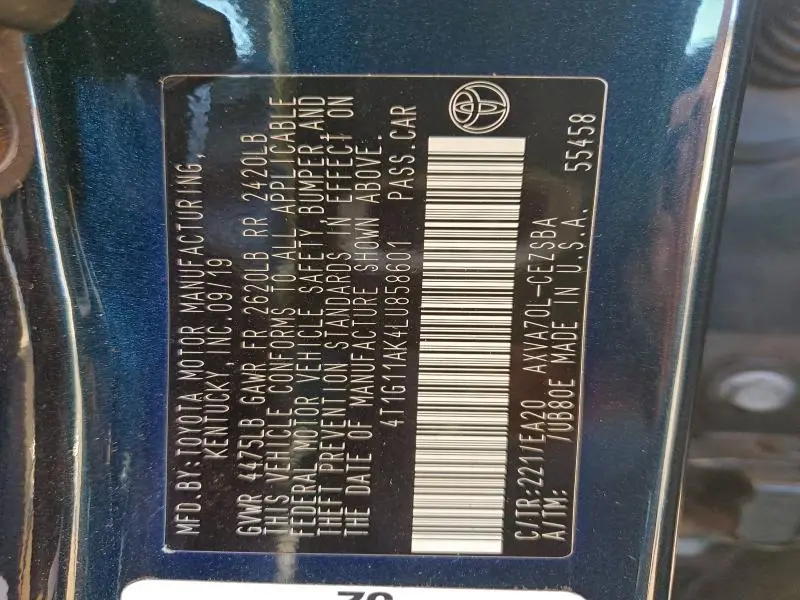 MFD.BY:TOYOTA MOTOR MANUFACTURING,
KENTUCKY, INC.09/19
GVWR 4475LB GAWR FR 2620LB RR 2420LB
THIS VEHICLE CONFORMS TO ALL APPLICABLE
FEDERAL MOTOR VEHICLE SAFETY, BUMPER, AND
THEFT PREVENTION STANDARDS IN EFFECT ON
THE DATE OF MANUFACTURE SHOWN ABOVE.
4T1G11AK4LU858601 PASS.CAR
C/TR:221/EA20 AXVA70L-CEZSBA
A/TM: /UB80E MADE IN U.S.A. 55458